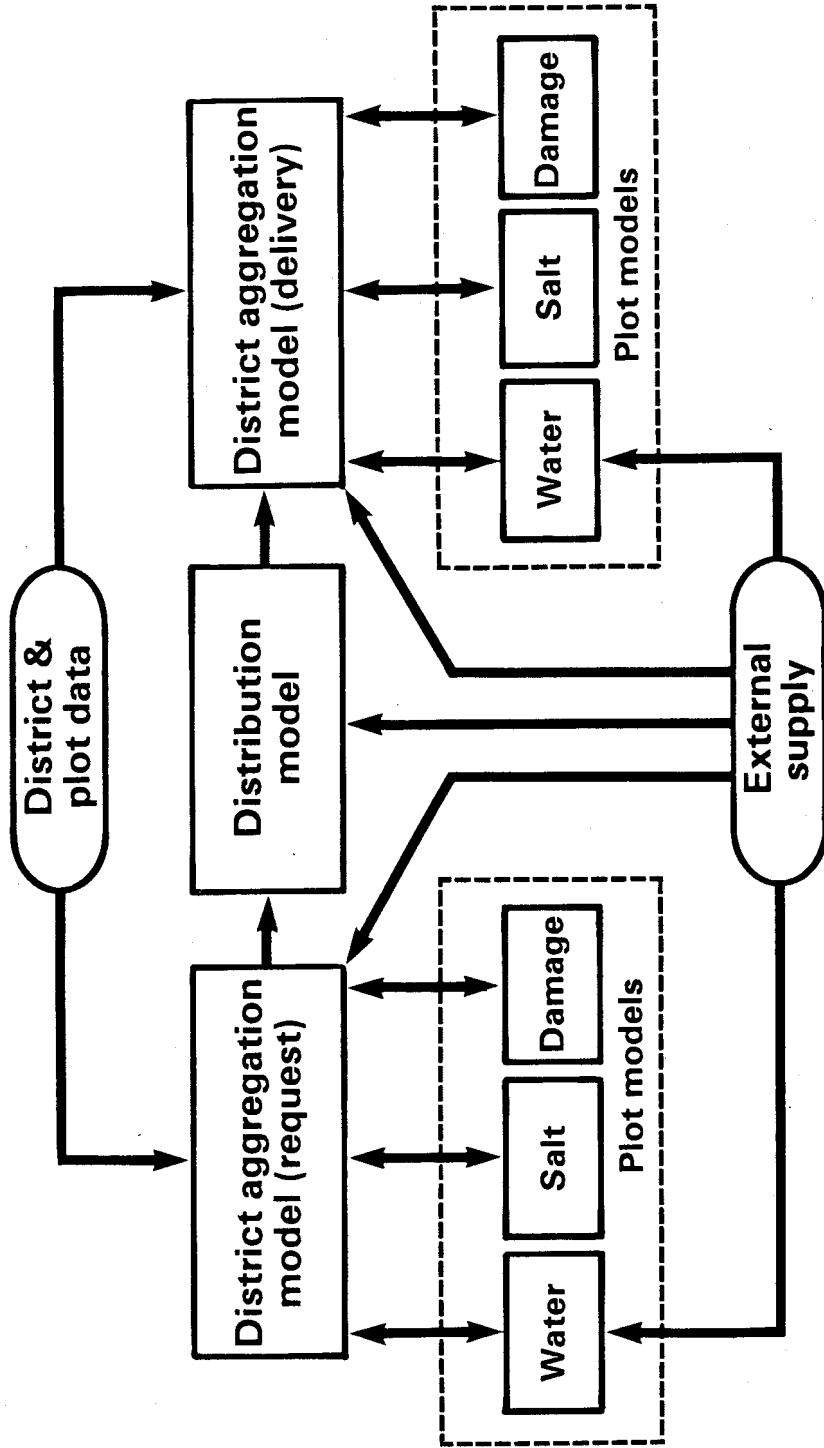 District &
plot data
District aggregation
model (request)
Distribution
model
District aggregation
model (delivery)
Water
Salt
Damage
Plot models
Water
Salt
Damage
Plot models
External
supply